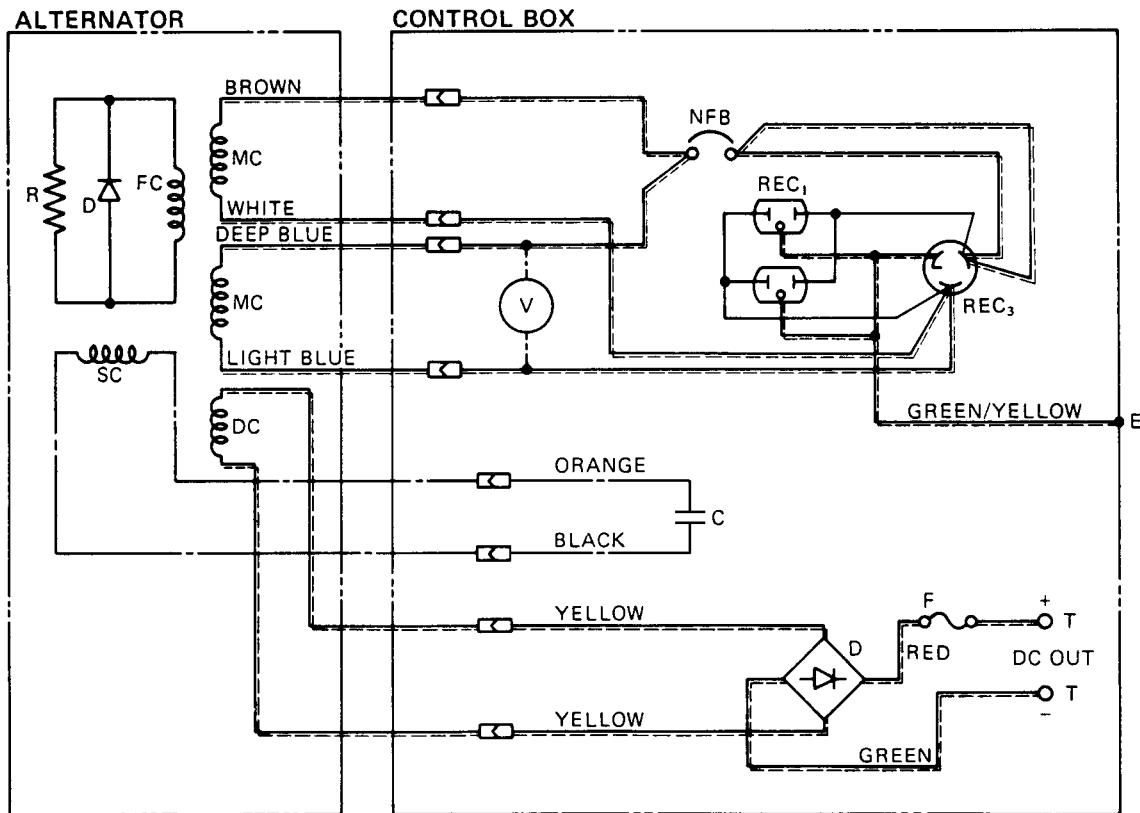 ALTERNATOR
CONTROL BOX
BROWN
NFB
MC
R
D
FC
REC₁
WHITE
DEEP BLUE
MC
V
REC₃
LIGHT BLUE
SC
DC
GREEN/YELLOW
E
ORANGE
C
BLACK
YELLOW
F
+
T
D
RED
DC OUT
T
−
YELLOW
GREEN